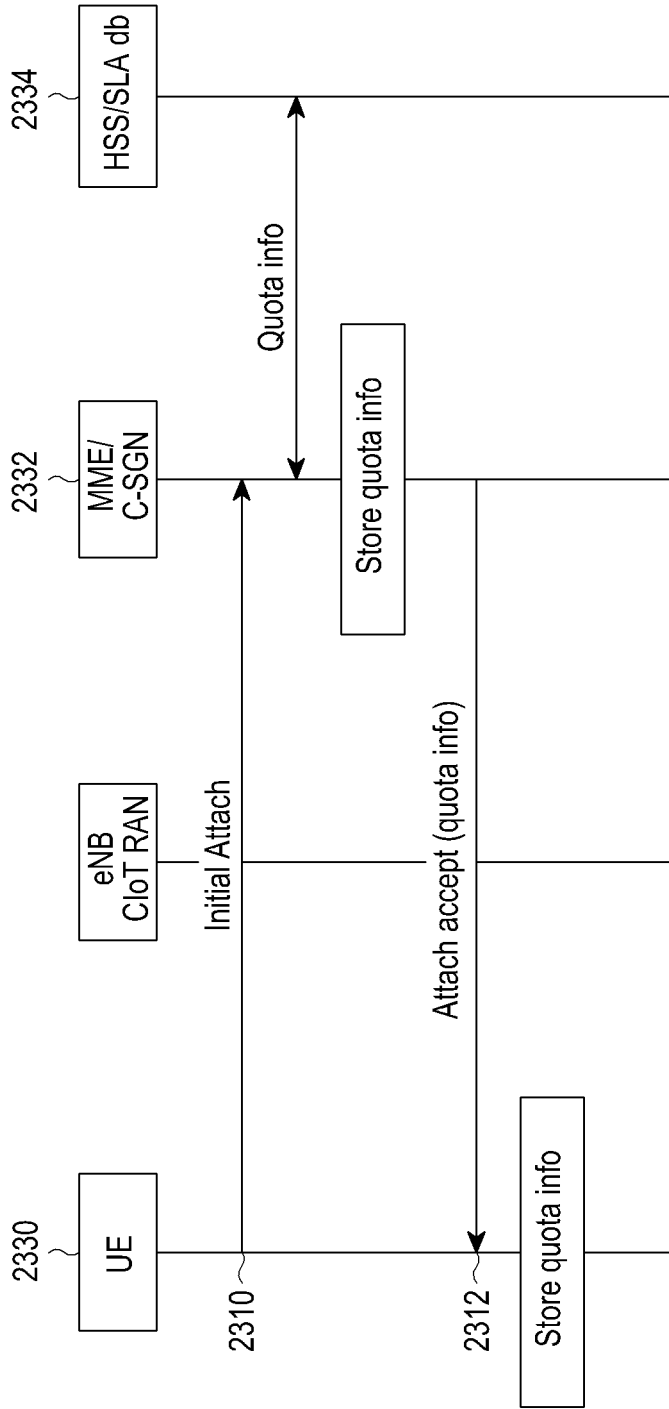 2330
UE
eNB
CIoT RAN
2332
MME/
C-SGN
2334
HSS/SLA db
2310
Initial Attach
Quota info
Store quota info
2312
Attach accept (quota info)
Store quota info